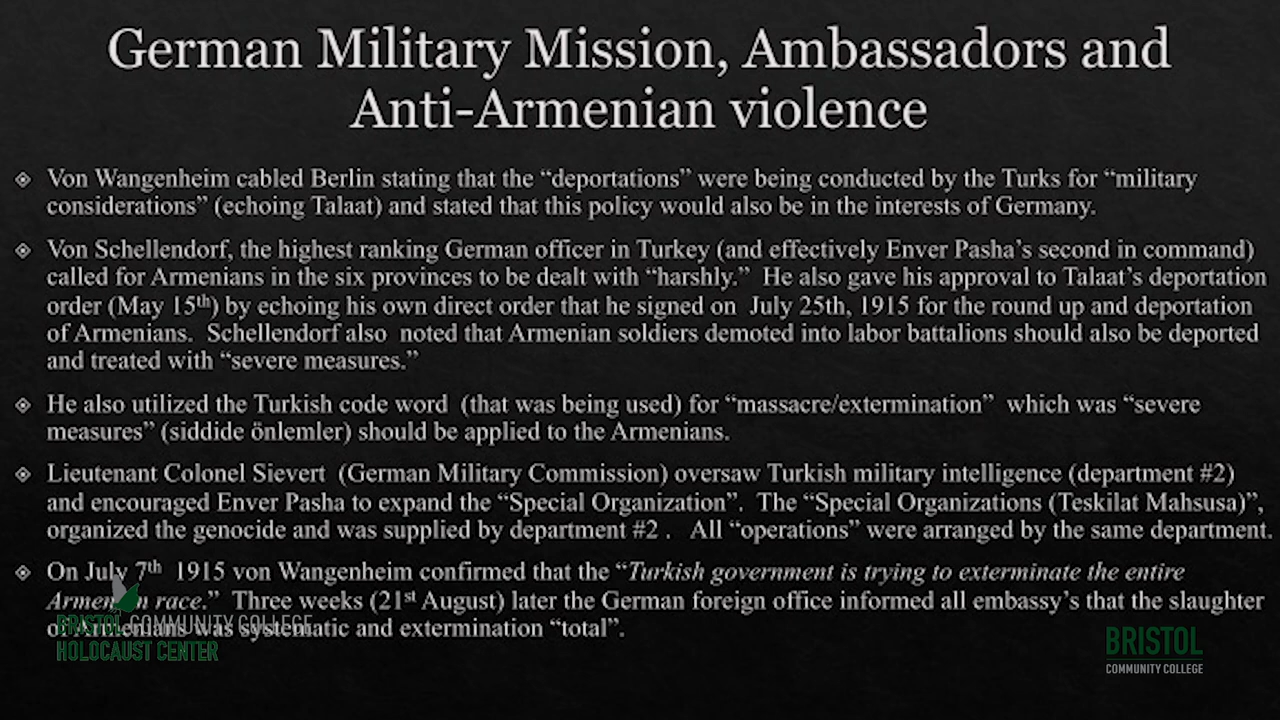 German Military Mission, Ambassadors and
Anti-Armenian violence
Von Wangenheim cabled Berlin stating that the “deportations” were being conducted by the Turks for “military
considerations” (echoing Talaat) and stated that this policy would also be in the interests of Germany.
Von Schellendorf, the highest ranking German officer in Turkey (and effectively Enver Pasha’s second in command)
called for Armenians in the six provinces to be dealt with “harshly.” He also gave his approval to Talaat’s deportation
order (May 15th) by echoing his own direct order that he signed on July 25th, 1915 for the round up and deportation
of Armenians. Schellendorf also noted that Armenian soldiers demoted into labor battalions should also be deported
and treated with “severe measures.”
He also utilized the Turkish code word (that was being used) for “massacre/extermination” which was “severe
measures” (siddide önlemler) should be applied to the Armenians.
Lieutenant Colonel Sievert (German Military Commission) oversaw Turkish military intelligence (department #2)
and encouraged Enver Pasha to expand the “Special Organization”. The “Special Organizations (Teskilat Mahsusa)”,
organized the genocide and was supplied by department #2 . All “operations” were arranged by the same department.
On July 7th 1915 von Wangenheim confirmed that the “Turkish government is trying to exterminate the entire
Armenian race.” Three weeks (21st August) later the German foreign office informed all embassy’s that the slaughter
of Armenians was systematic and extermination “total”.
BRISTOL COMMUNITY COLLEGE
HOLOCAUST CENTER
BRISTOL
COMMUNITY COLLEGE